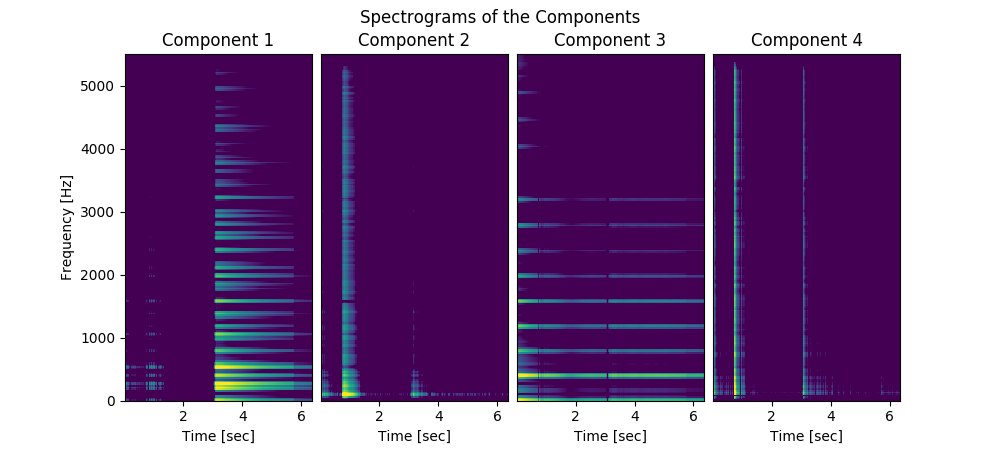 Spectrograms of the Components
Component 1 Component 2 Component 3 Component 4
5000
4000
3000
2000
1000
0
Frequency [Hz]
2 4 6 2 4 6 2 4 6 2 4 6
Time [sec] Time [sec] Time [sec] Time [sec]